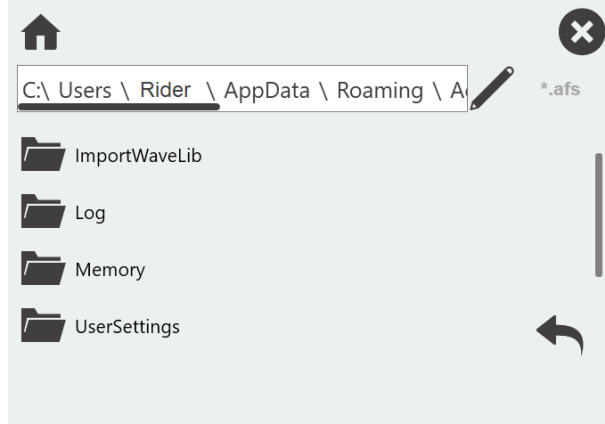 C:\ Users \ Rider \ AppData \ Roaming \
*.afs
ImportWaveLib
Log
Memory
UserSettings